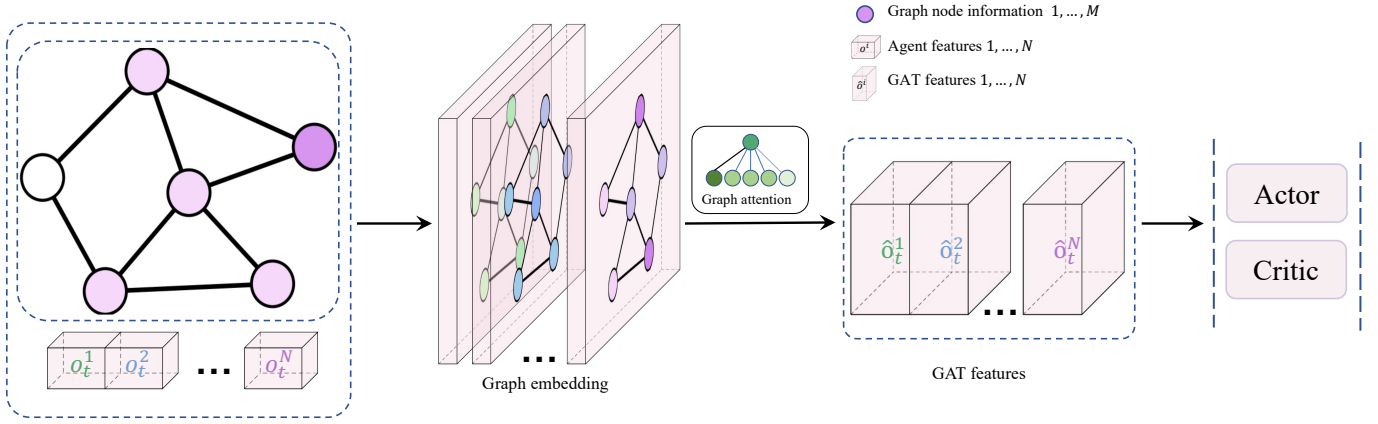 Graph node information 1, ..., M
o^i Agent features 1, ..., N
ô^i GAT features 1, ..., N
Graph attention
o_t^1 o_t^2 ... o_t^N
ô_t^1 ô_t^2 ... ô_t^N
Actor
Critic
Graph embedding
GAT features